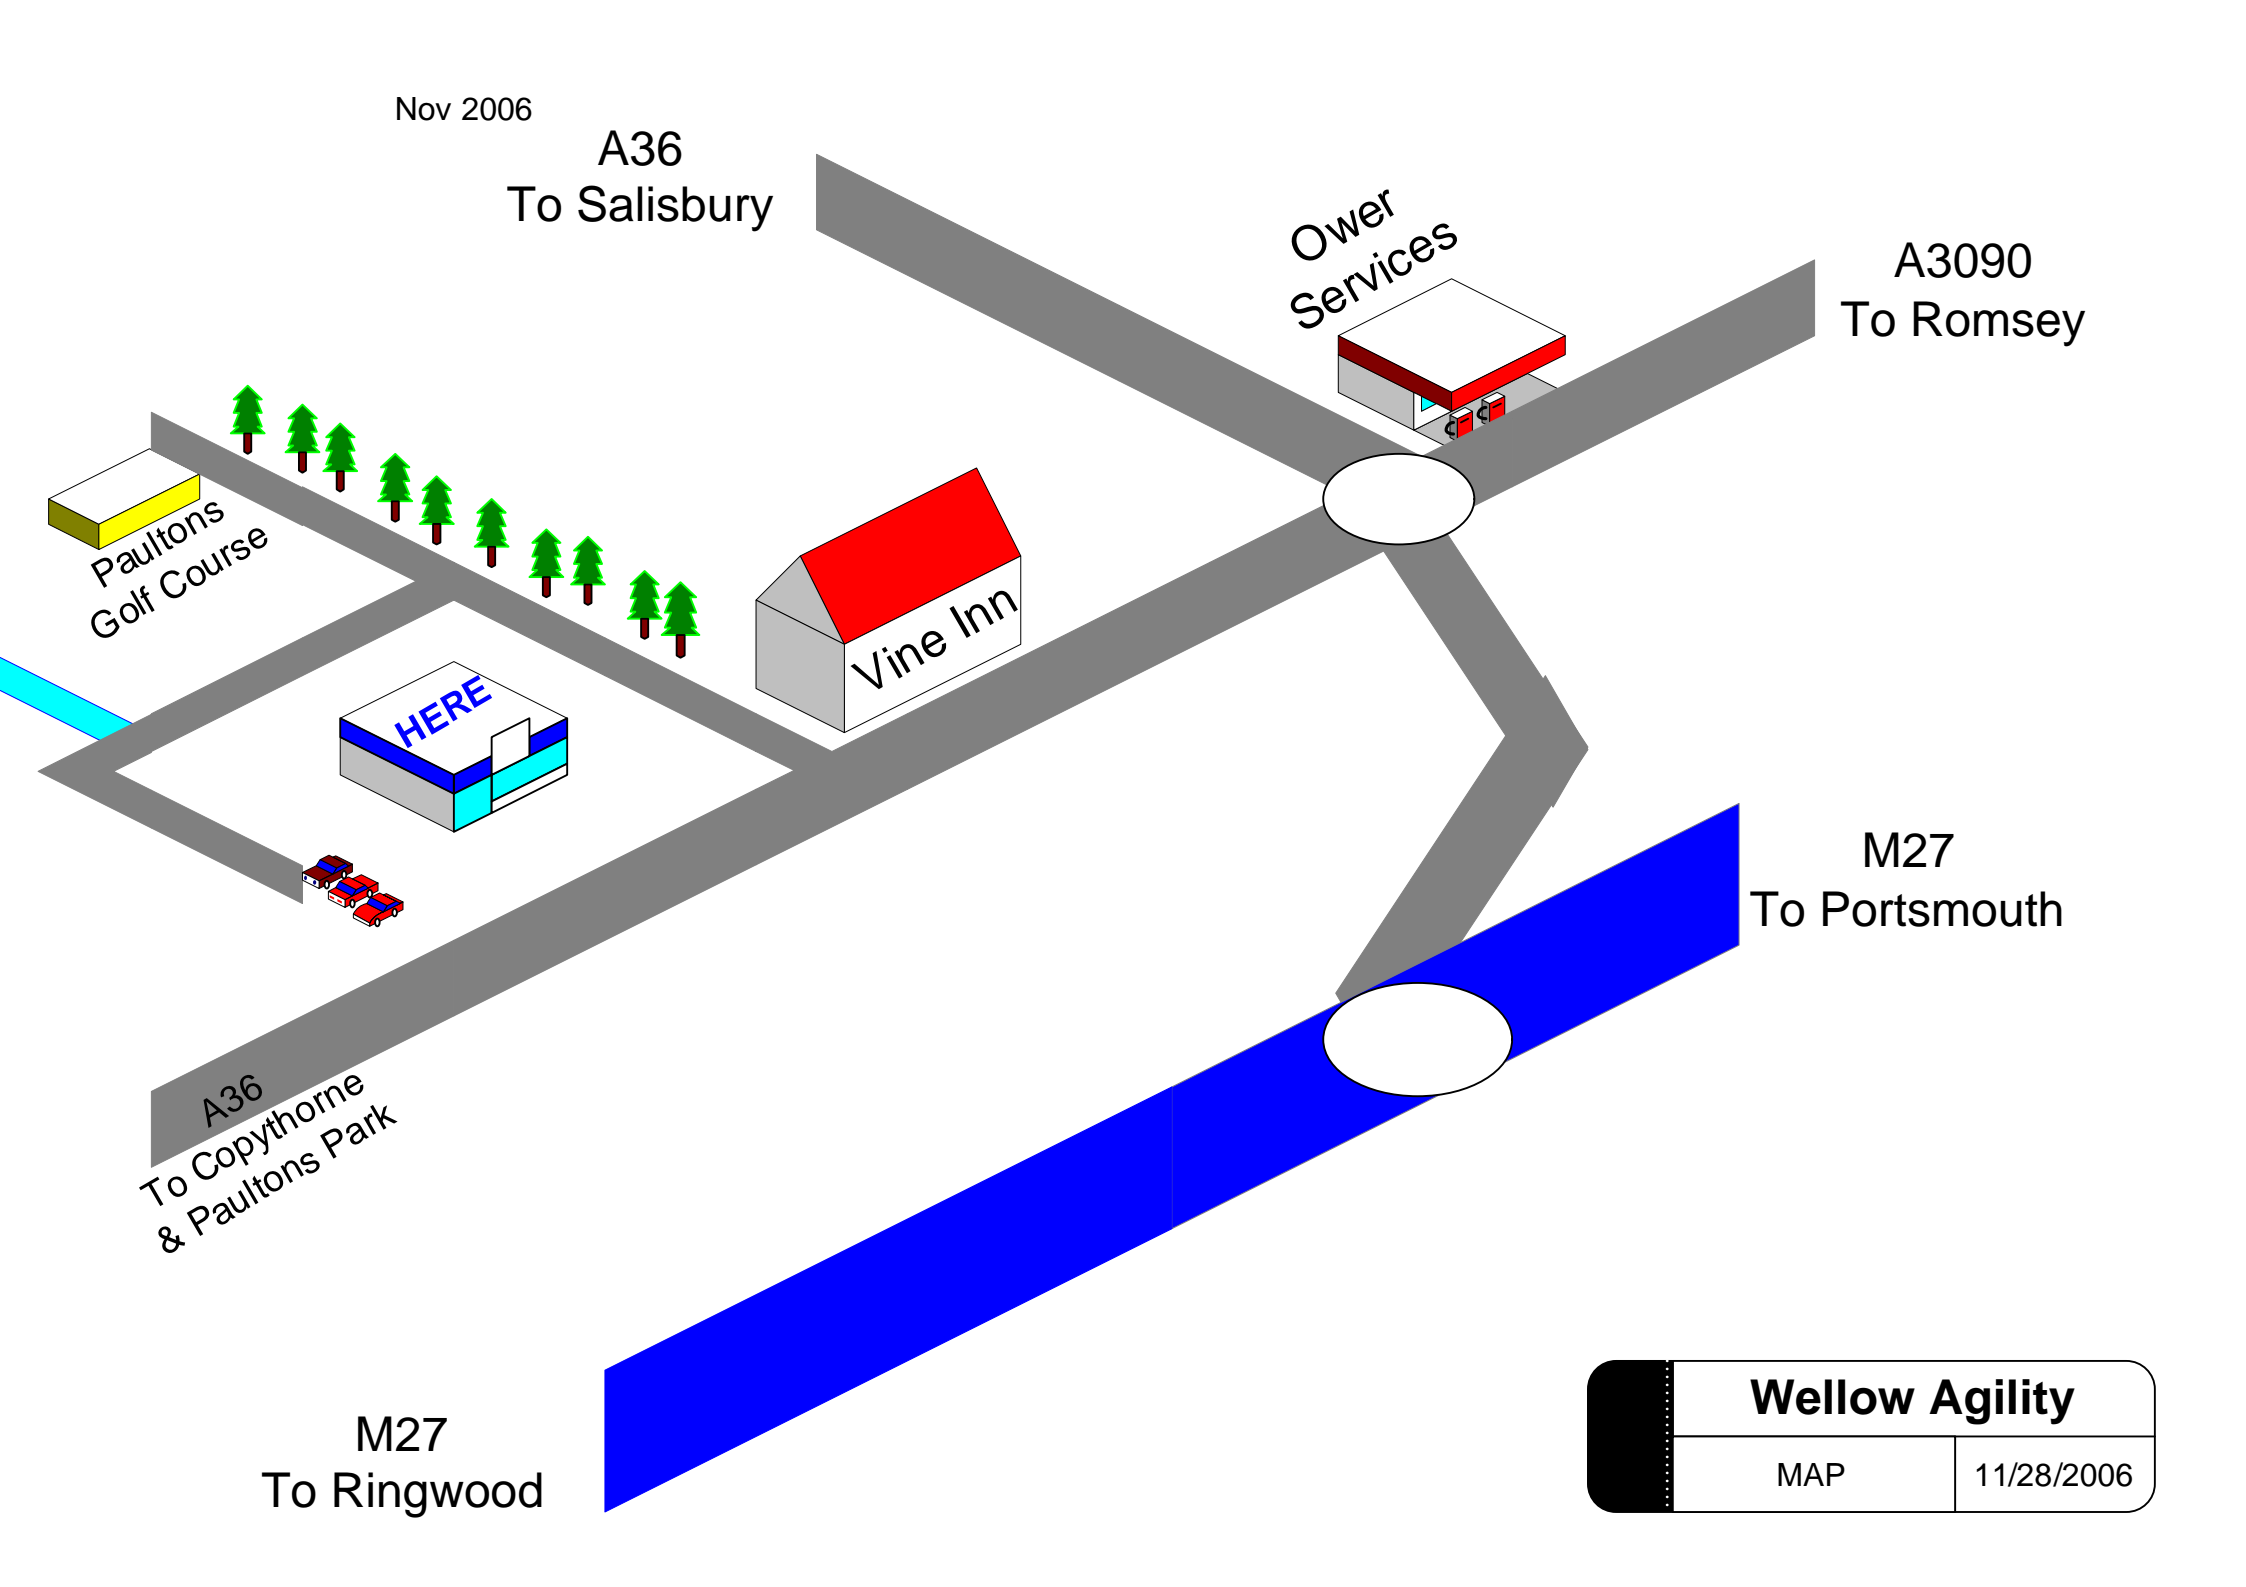 Nov 2006
A36
To Salisbury
Ower
Services
A3090
To Romsey
Paultons
Golf Course
Vine Inn
HERE
M27
To Portsmouth
A36
To Copythorne
& Paultons Park
M27
To Ringwood
Wellow Agility
MAP
11/28/2006